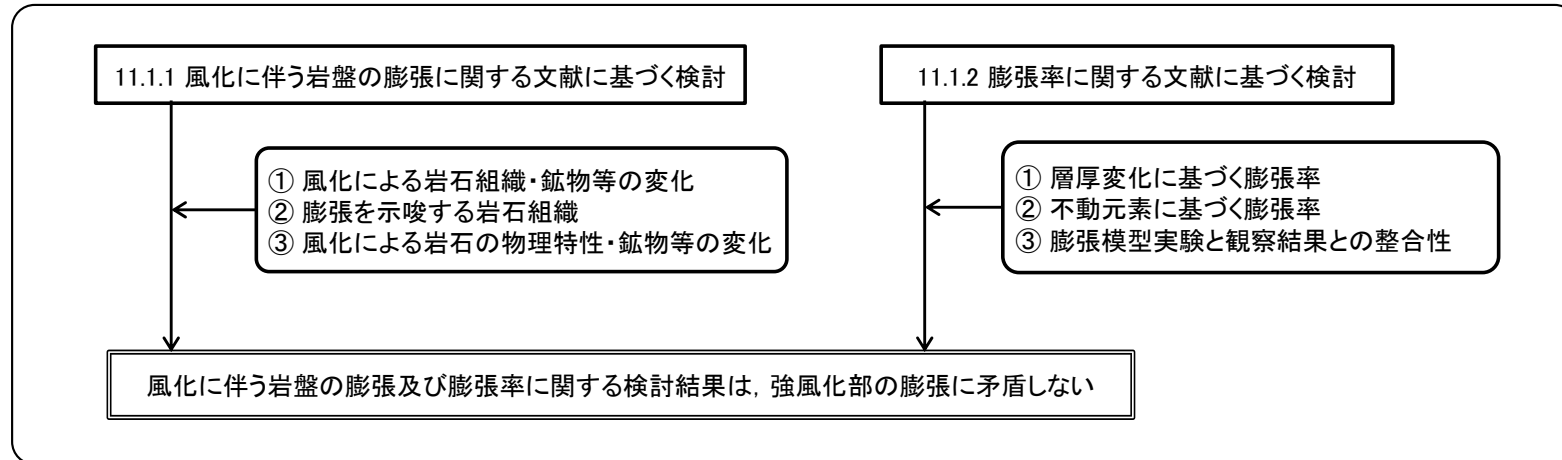 11.1.1 風化に伴う岩盤の膨張に関する文献に基づく検討
① 風化による岩石組織・鉱物等の変化
② 膨張を示唆する岩石組織
③ 風化による岩石の物理特性・鉱物等の変化
11.1.2 膨張率に関する文献に基づく検討
① 層厚変化に基づく膨張率
② 不動元素に基づく膨張率
③ 膨張模型実験と観察結果との整合性
風化に伴う岩盤の膨張及び膨張率に関する検討結果は，強風化部の膨張に矛盾しない